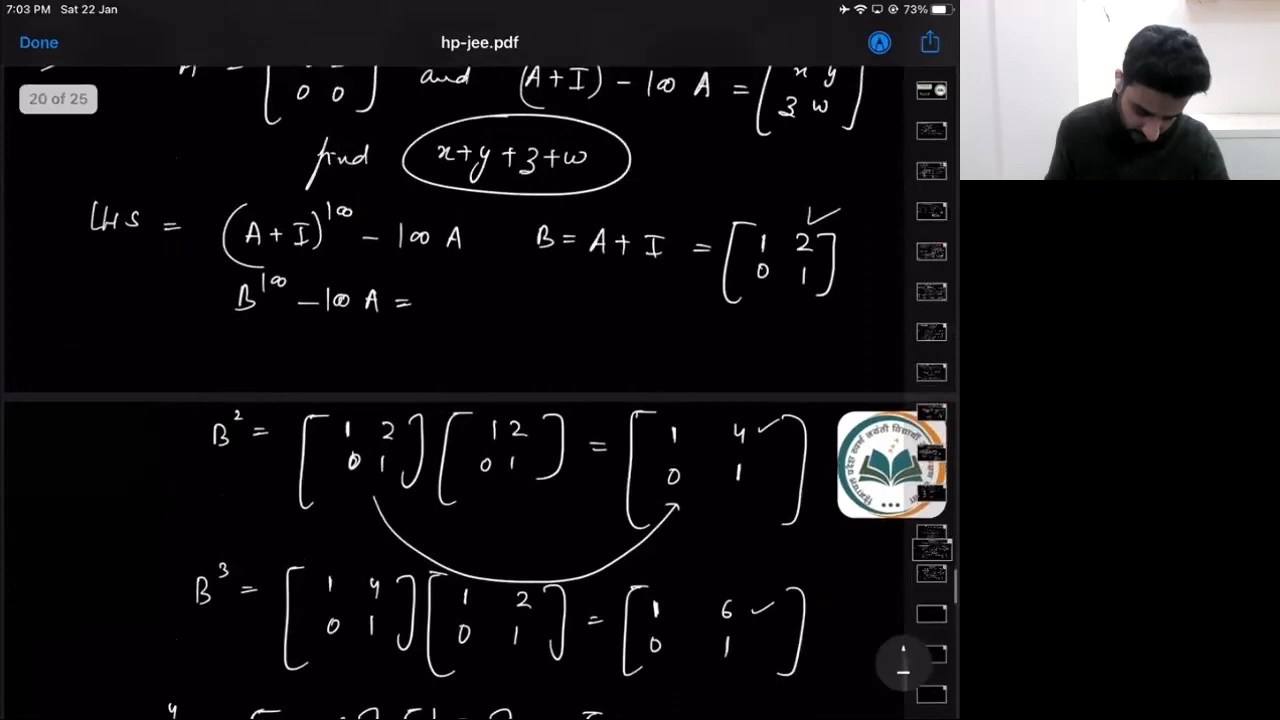 7:03 PM Sat 22 Jan 73%
Done hp-jee.pdf
20 of 25
A = [ 0 0 ] and (A+I) - 100 A = [ x y
3 w ]
find x+y+3+w
LHS = (A+I)^100 - 100 A B = A+I = [ 1 2
0 1 ]
B^100 - 100 A =
B^2 = [ 1 2
0 1 ] [ 1 2
0 1 ] = [ 1 4
0 1 ]
B^3 = [ 1 4
0 1 ] [ 1 2
0 1 ] = [ 1 6
0 1 ]
4